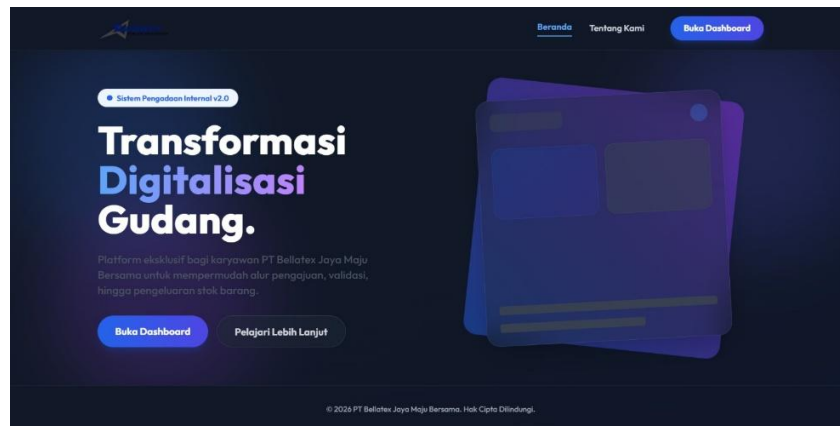 Beranda
Tentang Kami
Buka Dashboard
Sistem Pengadaan Internal v2.0
Transformasi
Digitalisasi
Gudang.
Platform eksklusif bagi karyawan PT Bellatex Jaya Maju
Bersama untuk mempermudah alur pengajuan, validasi,
hingga pengeluaran stok barang.
Buka Dashboard
Pelajari Lebih Lanjut
© 2026 PT Bellatex Jaya Maju Bersama. Hak Cipta Dilindungi.